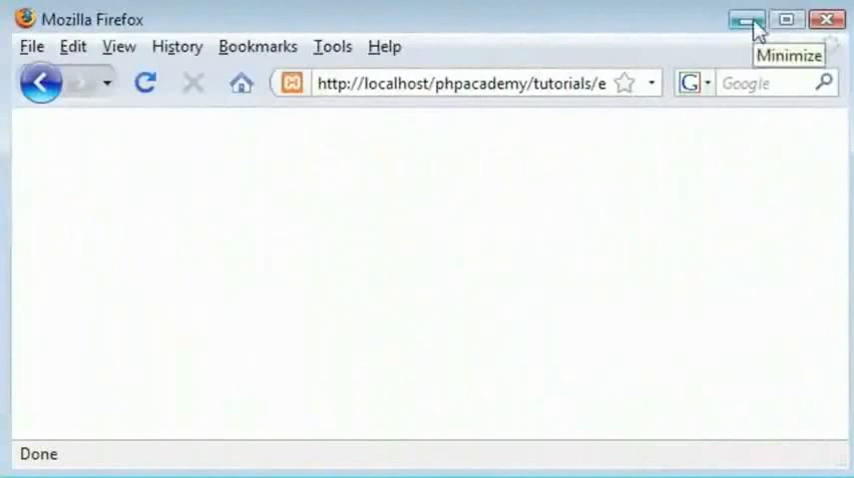 Mozilla Firefox
File Edit View History Bookmarks Tools Help
Minimize
http://localhost/phpacademy/tutorials/e
G Google
Done